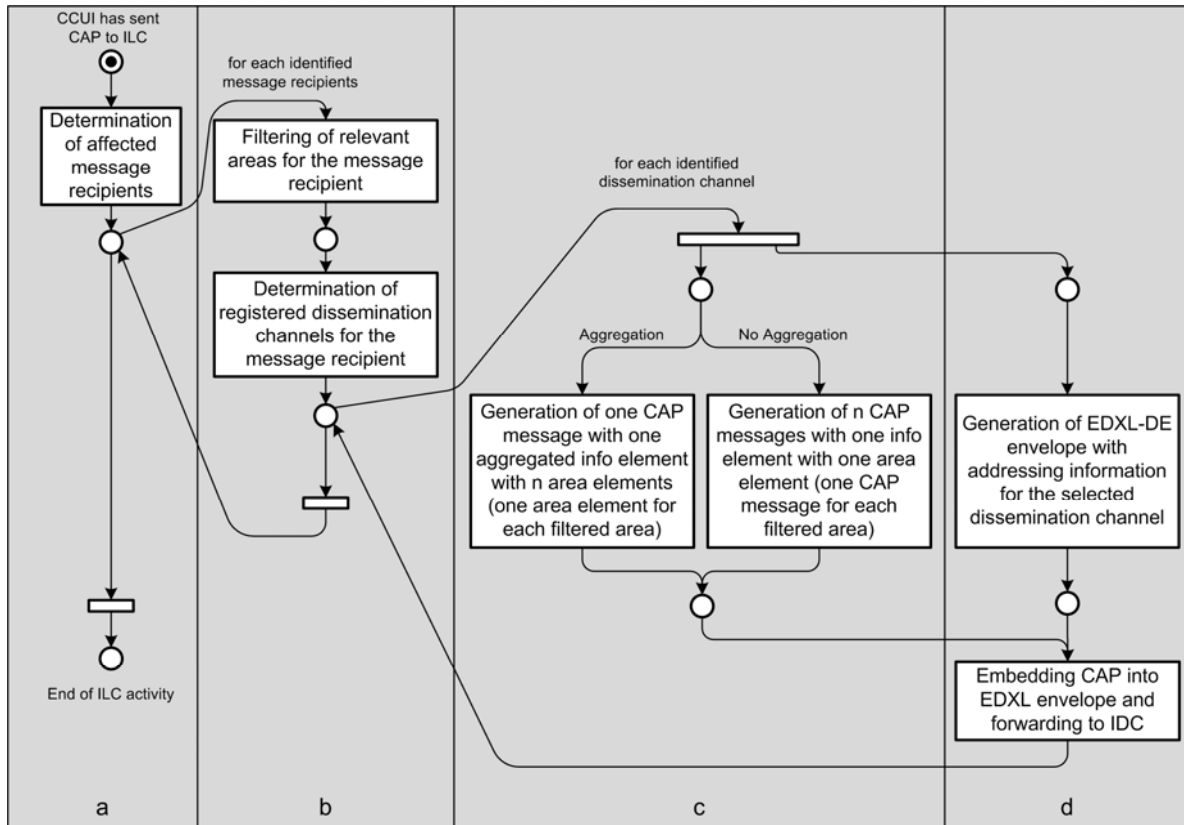 CCUI has sent
CAP to ILC
Determination
of affected
message
recipients
End of ILC activity
a
for each identified
message recipients
Filtering of relevant
areas for the message
recipient
Determination of
registered dissemination
channels for the
message recipient
b
for each identified
dissemination channel
Aggregation
No Aggregation
Generation of one CAP
message with one
aggregated info element
with n area elements
(one area element for
each filtered area)
Generation of n CAP
messages with one info
element with one area
element (one CAP
message for each
filtered area)
c
Generation of EDXL-DE
envelope with
addressing information
for the selected
dissemination channel
Embedding CAP into
EDXL envelope and
forwarding to IDC
d